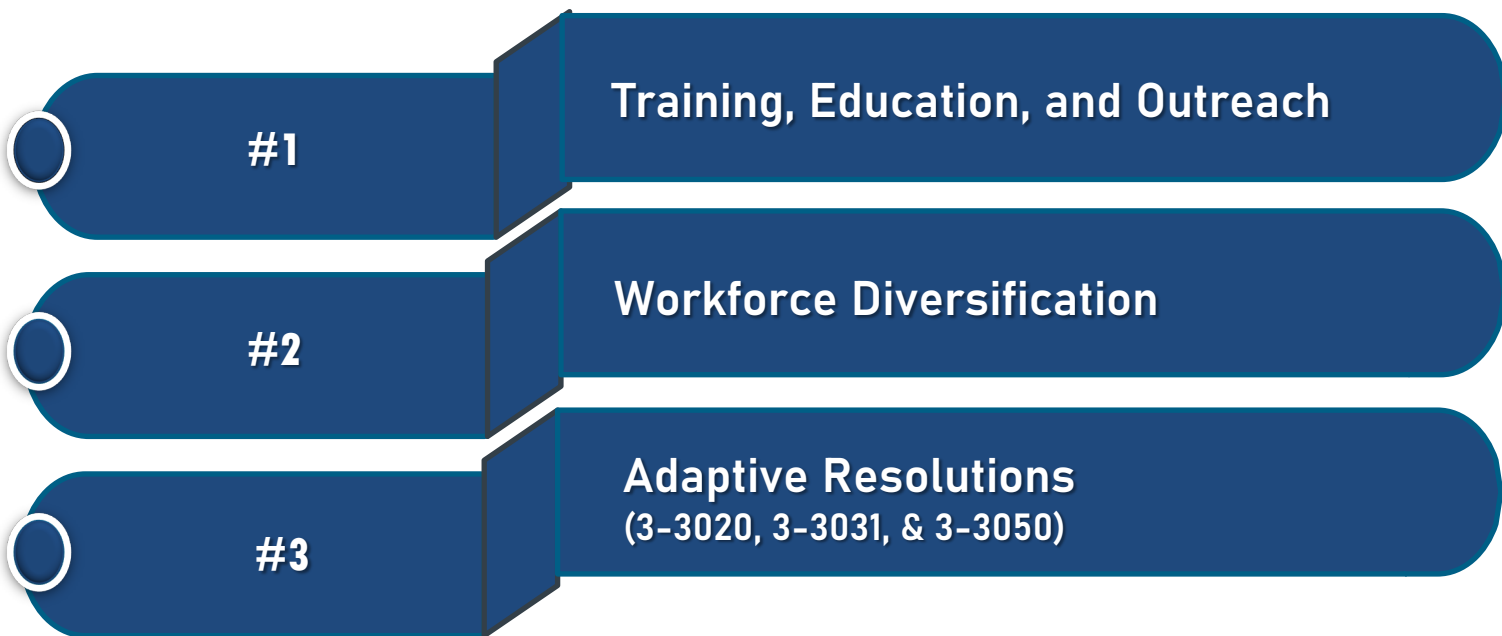 #1
Training, Education, and Outreach
#2
Workforce Diversification
#3
Adaptive Resolutions
(3-3020, 3-3031, & 3-3050)